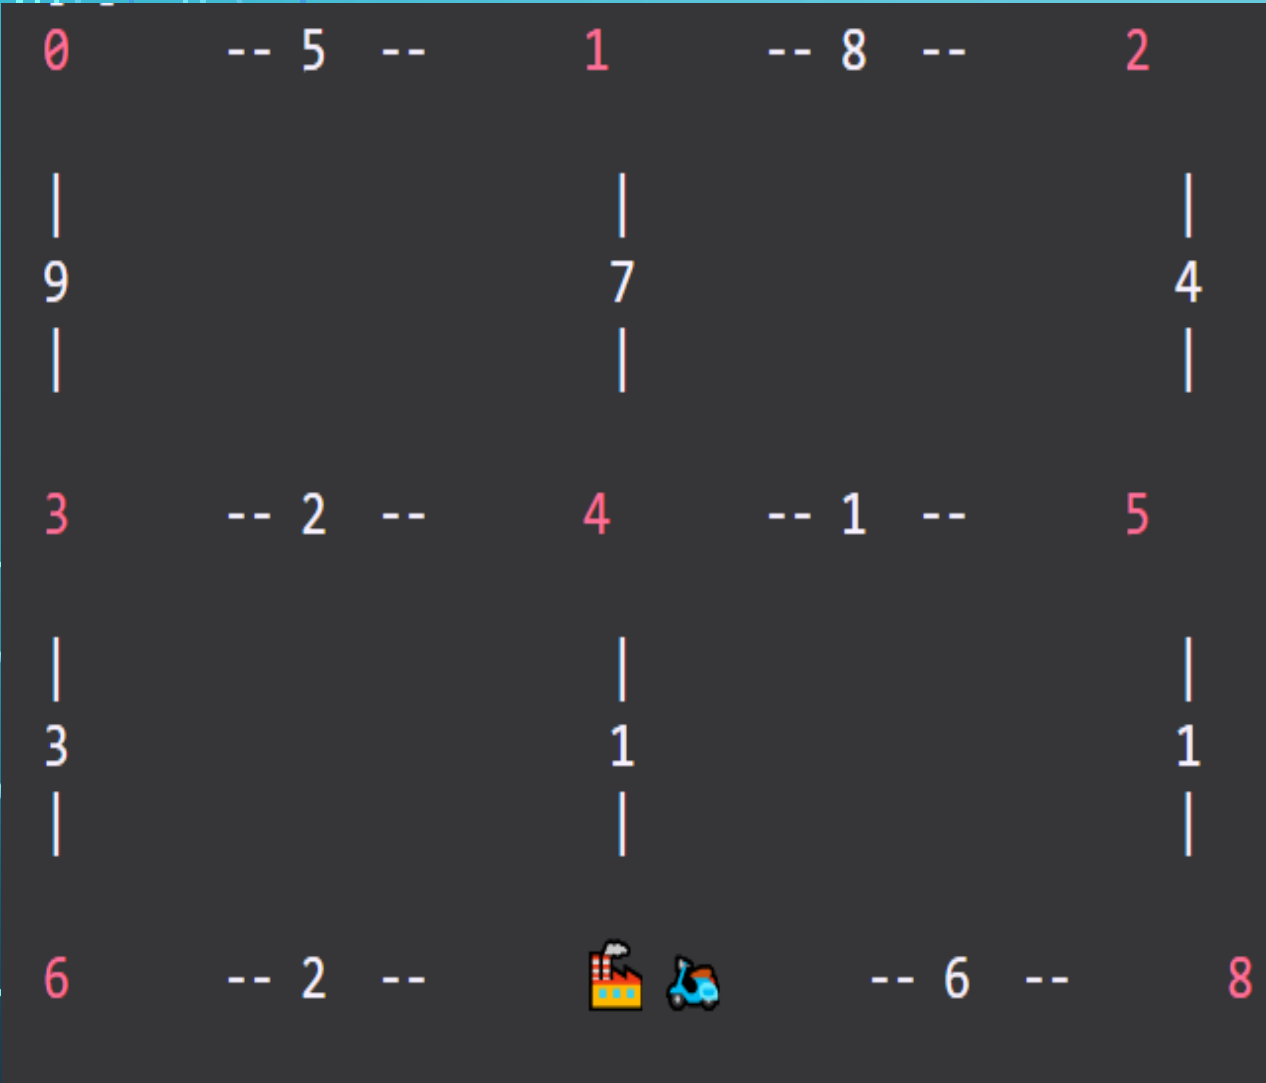 0 -- 5 -- 1 -- 8 -- 2
| | |
9 7 4
| | |
3 -- 2 -- 4 -- 1 -- 5
| | |
3 1 1
| | |
6 -- 2 -- 🏭 🛵 -- 6 -- 8